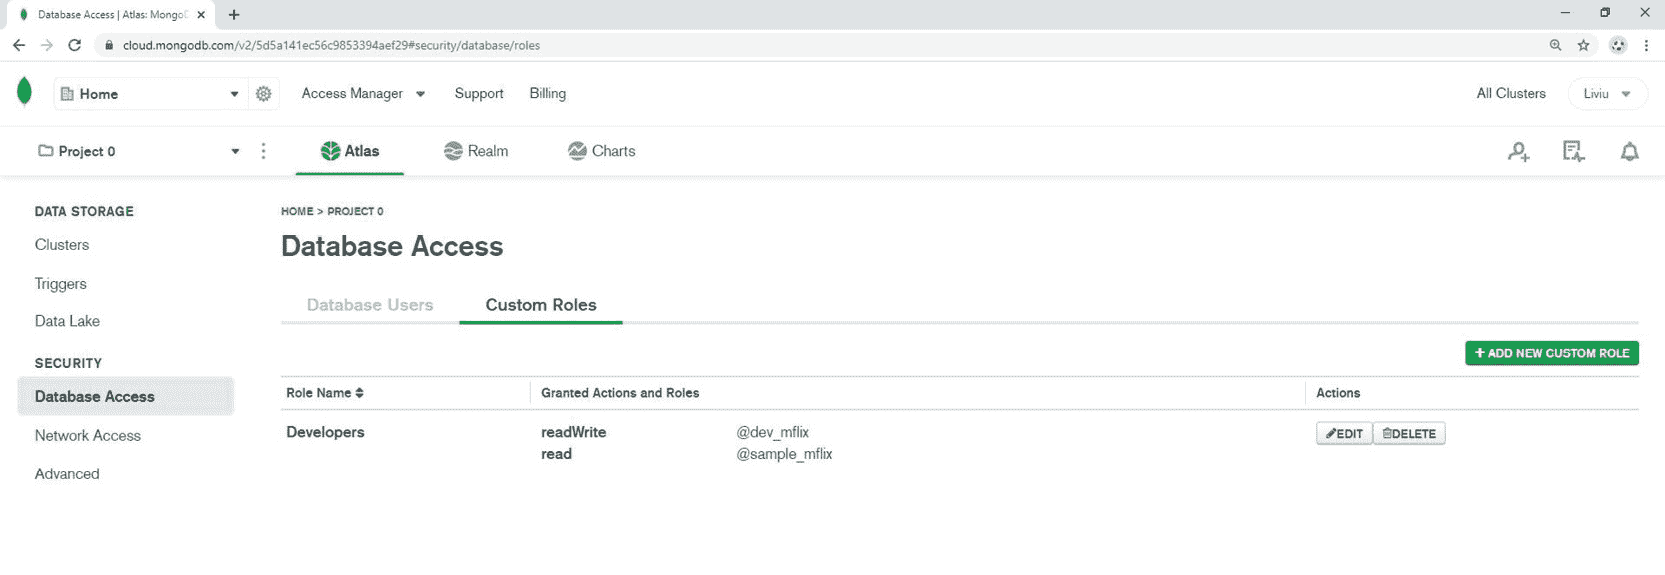 Database Access | Atlas: Mongo
cloud.mongodb.com/v2/5d5a141ec56c9853394aef29#security/database/roles
Home Access Manager Support Billing All Clusters Liviu
Project 0 Atlas Realm Charts
DATA STORAGE
Clusters
Triggers
Data Lake
SECURITY
Database Access
Network Access
Advanced
HOME > PROJECT 0
Database Access
Database Users Custom Roles
+ ADD NEW CUSTOM ROLE
Role Name Granted Actions and Roles Actions
Developers readWrite @dev_mflix EDIT DELETE
read @sample_mflix